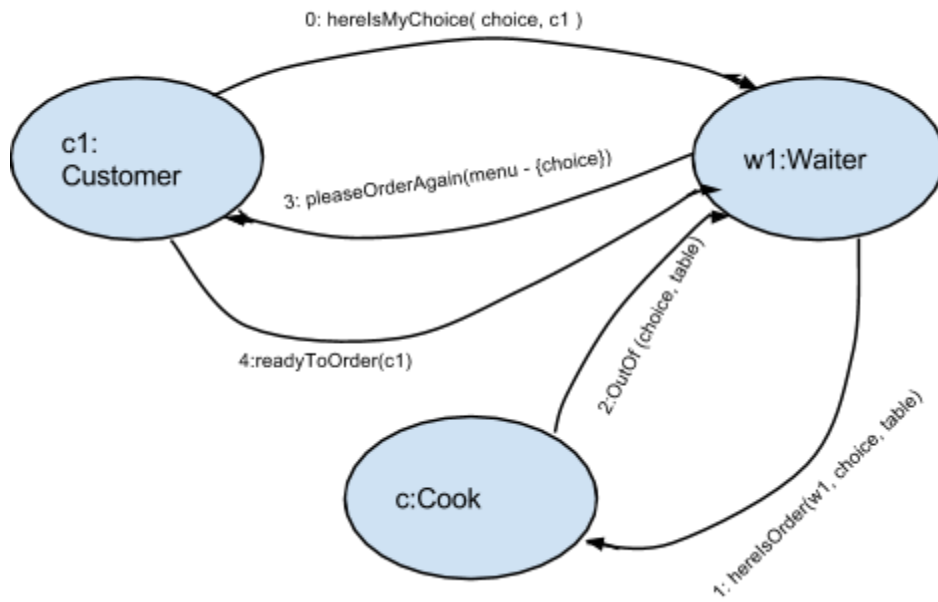 0: hereIsMyChoice( choice, c1 )
c1:
Customer
w1:Waiter
3: pleaseOrderAgain(menu - {choice})
4:readyToOrder(c1)
2:OutOf (choice, table)
c:Cook
1: hereIsOrder(w1, choice, table)